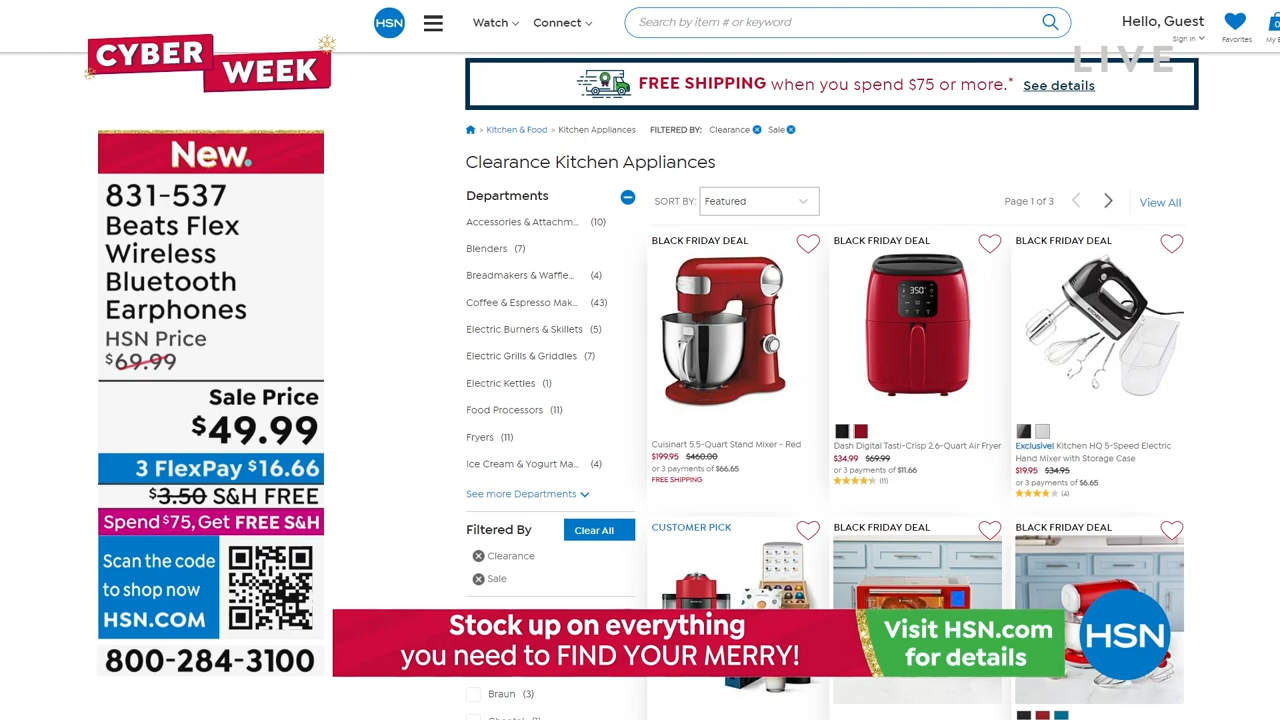 HSN
Watch
Connect
Search by item # or keyword
Hello, Guest
Sign In
Favorites
LIVE
CYBER
WEEK
FREE SHIPPING when you spend $75 or more.* See details
> Kitchen & Food > Kitchen Appliances FILTERED BY: Clearance Sale
Clearance Kitchen Appliances
New.
831-537
Beats Flex
Wireless
Bluetooth
Earphones
HSN Price
$69.99
Sale Price
$49.99
3 FlexPay $16.66
$3.50 S&H FREE
Spend $75, Get FREE S&H
Scan the code
to shop now
HSN.COM
800-284-3100
Departments
Accessories & Attachm... (10)
Blenders (7)
Breadmakers & Waffle... (4)
Coffee & Espresso Mak... (43)
Electric Burners & Skillets (5)
Electric Grills & Griddles (7)
Electric Kettles (1)
Food Processors (11)
Fryers (11)
Ice Cream & Yogurt Ma... (4)
See more Departments
Filtered By Clear All
Clearance
Sale
Braun (3)
SORT BY: Featured
Page 1 of 3
View All
BLACK FRIDAY DEAL
350°
Cuisinart 5.5-Quart Stand Mixer - Red
$199.95 $460.00
or 3 payments of $66.65
FREE SHIPPING
BLACK FRIDAY DEAL
Dash Digital Tasti-Crisp 2.6-Quart Air Fryer
$34.99 $69.99
or 3 payments of $11.66
(11)
BLACK FRIDAY DEAL
Exclusive! Kitchen HQ 5-Speed Electric
Hand Mixer with Storage Case
$19.95 $34.95
or 3 payments of $6.65
(4)
CUSTOMER PICK
BLACK FRIDAY DEAL
BLACK FRIDAY DEAL
Stock up on everything
you need to FIND YOUR MERRY!
Visit HSN.com
for details
HSN